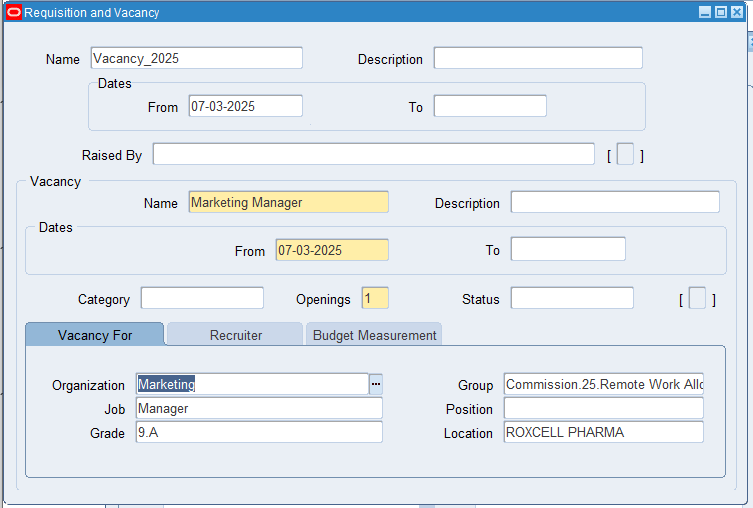 Requisition and Vacancy
Name Vacancy_2025 Description
Dates
From 07-03-2025 To
Raised By [ ]
Vacancy
Name Marketing Manager Description
Dates
From 07-03-2025 To
Category Openings 1 Status [ ]
Vacancy For Recruiter Budget Measurement
Organization Marketing ... Group Commission.25.Remote Work Allo
Job Manager Position
Grade 9.A Location ROXCELL PHARMA